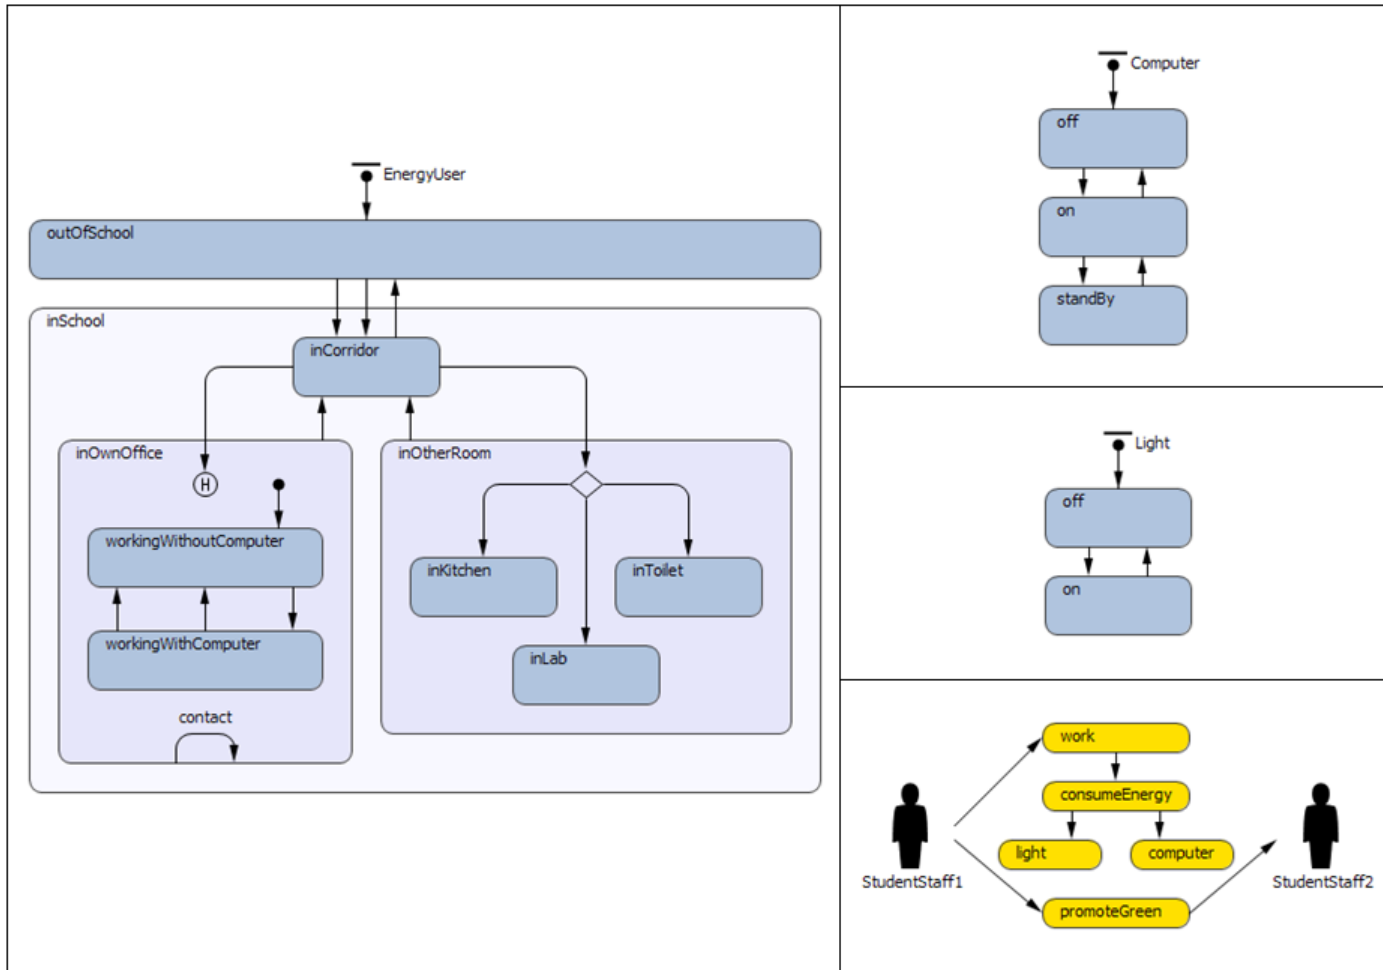 EnergyUser
outOfSchool
inSchool
inCorridor
inOwnOffice
H
workingWithoutComputer
workingWithComputer
contact
inOtherRoom
inKitchen
inToilet
inLab
Computer
off
on
standBy
Light
off
on
work
consumeEnergy
light
computer
StudentStaff1
StudentStaff2
promoteGreen